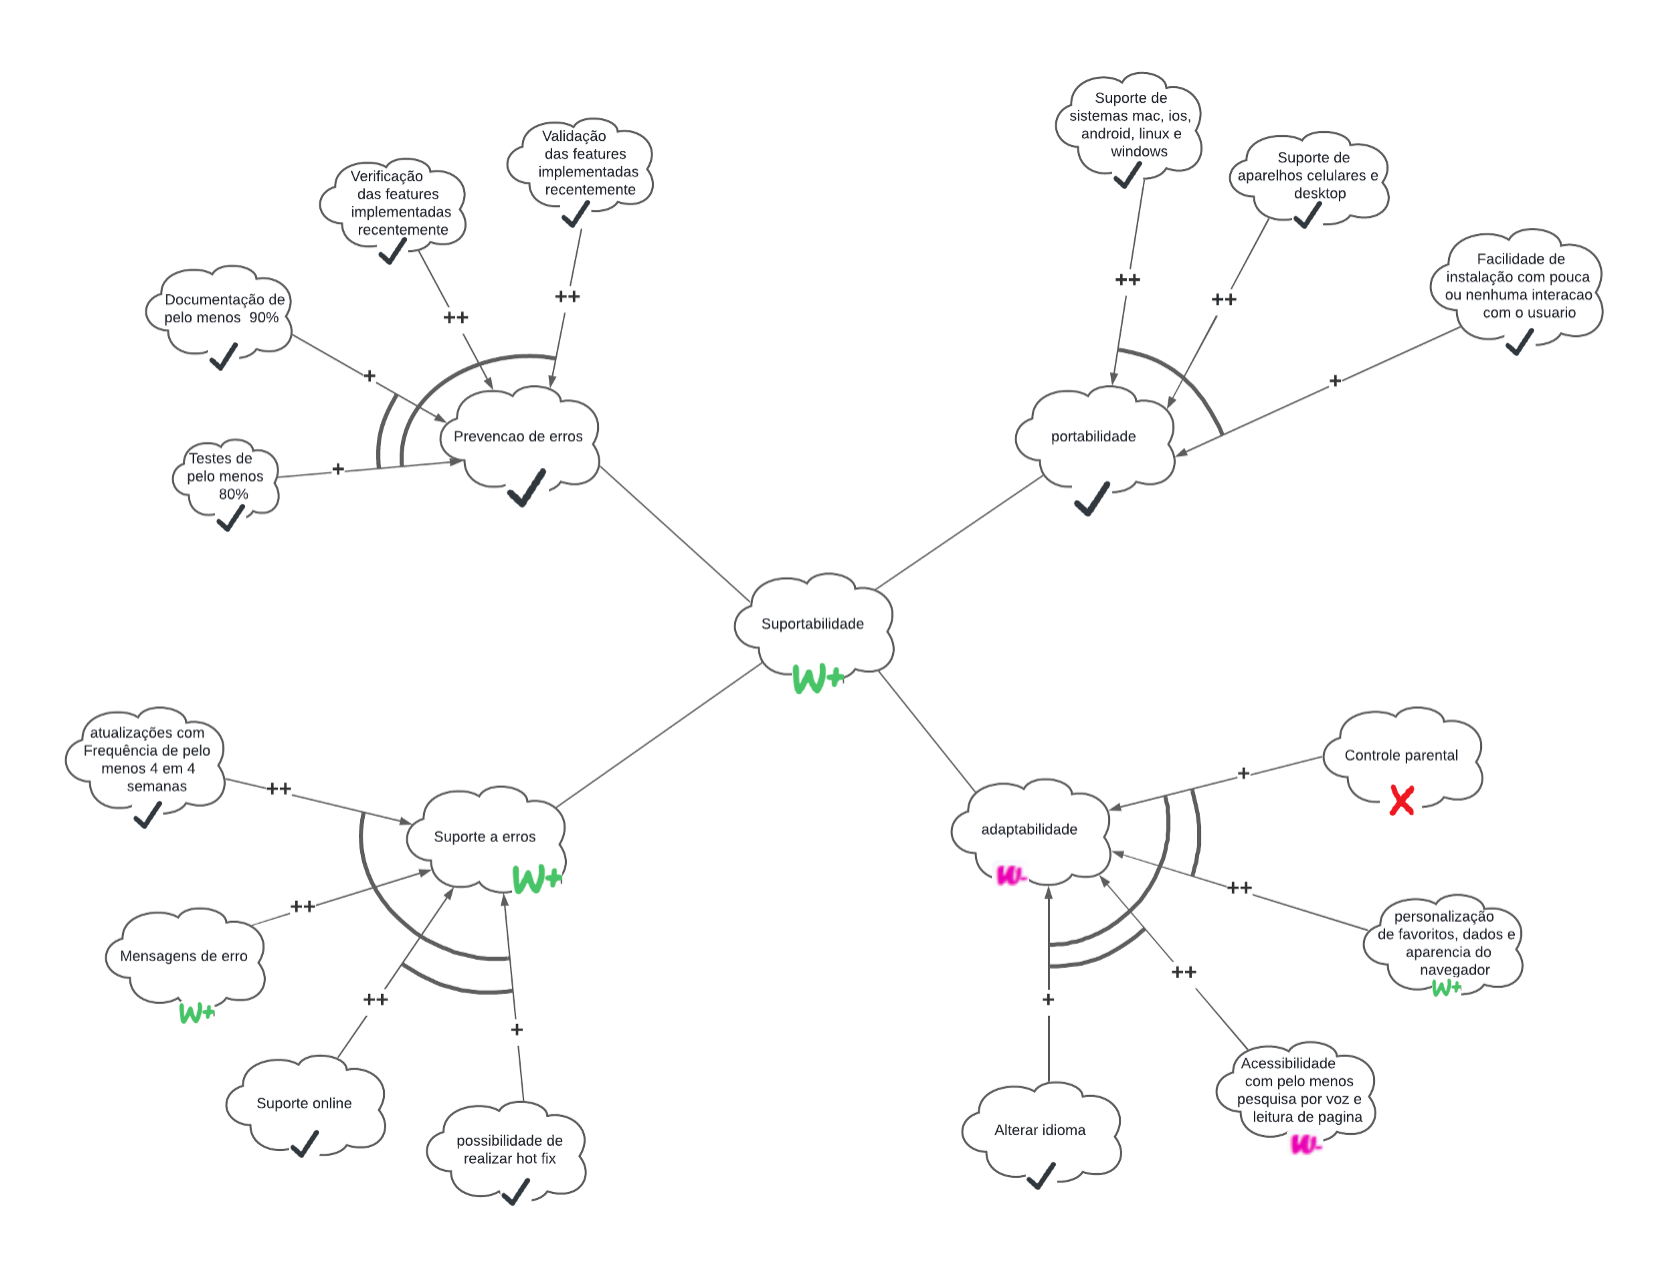 Suporte de
sistemas mac, ios,
android, linux e
windows
++
Validação
das features
implementadas
recentemente
++
Suporte de
aparelhos celulares e
desktop
++
Verificação
das features
implementadas
recentemente
++
Facilidade de
instalação com pouca
ou nenhuma interacao
com o usuario
+
Documentação de
pelo menos 90%
+
Testes de
pelo menos
80%
+
Prevencao de erros
portabilidade
Suportabilidade
W+
atualizações com
Frequência de pelo
menos 4 em 4
semanas
++
Suporte a erros
W+
Mensagens de erro
W+
++
Suporte online
++
possibilidade de
realizar hot fix
+
adaptabilidade
W-
Controle parental
X
+
personalização
de favoritos, dados e
aparencia do
navegador
W+
++
Acessibilidade
com pelo menos
pesquisa por voz e
leitura de pagina
W-
++
Alterar idioma
+